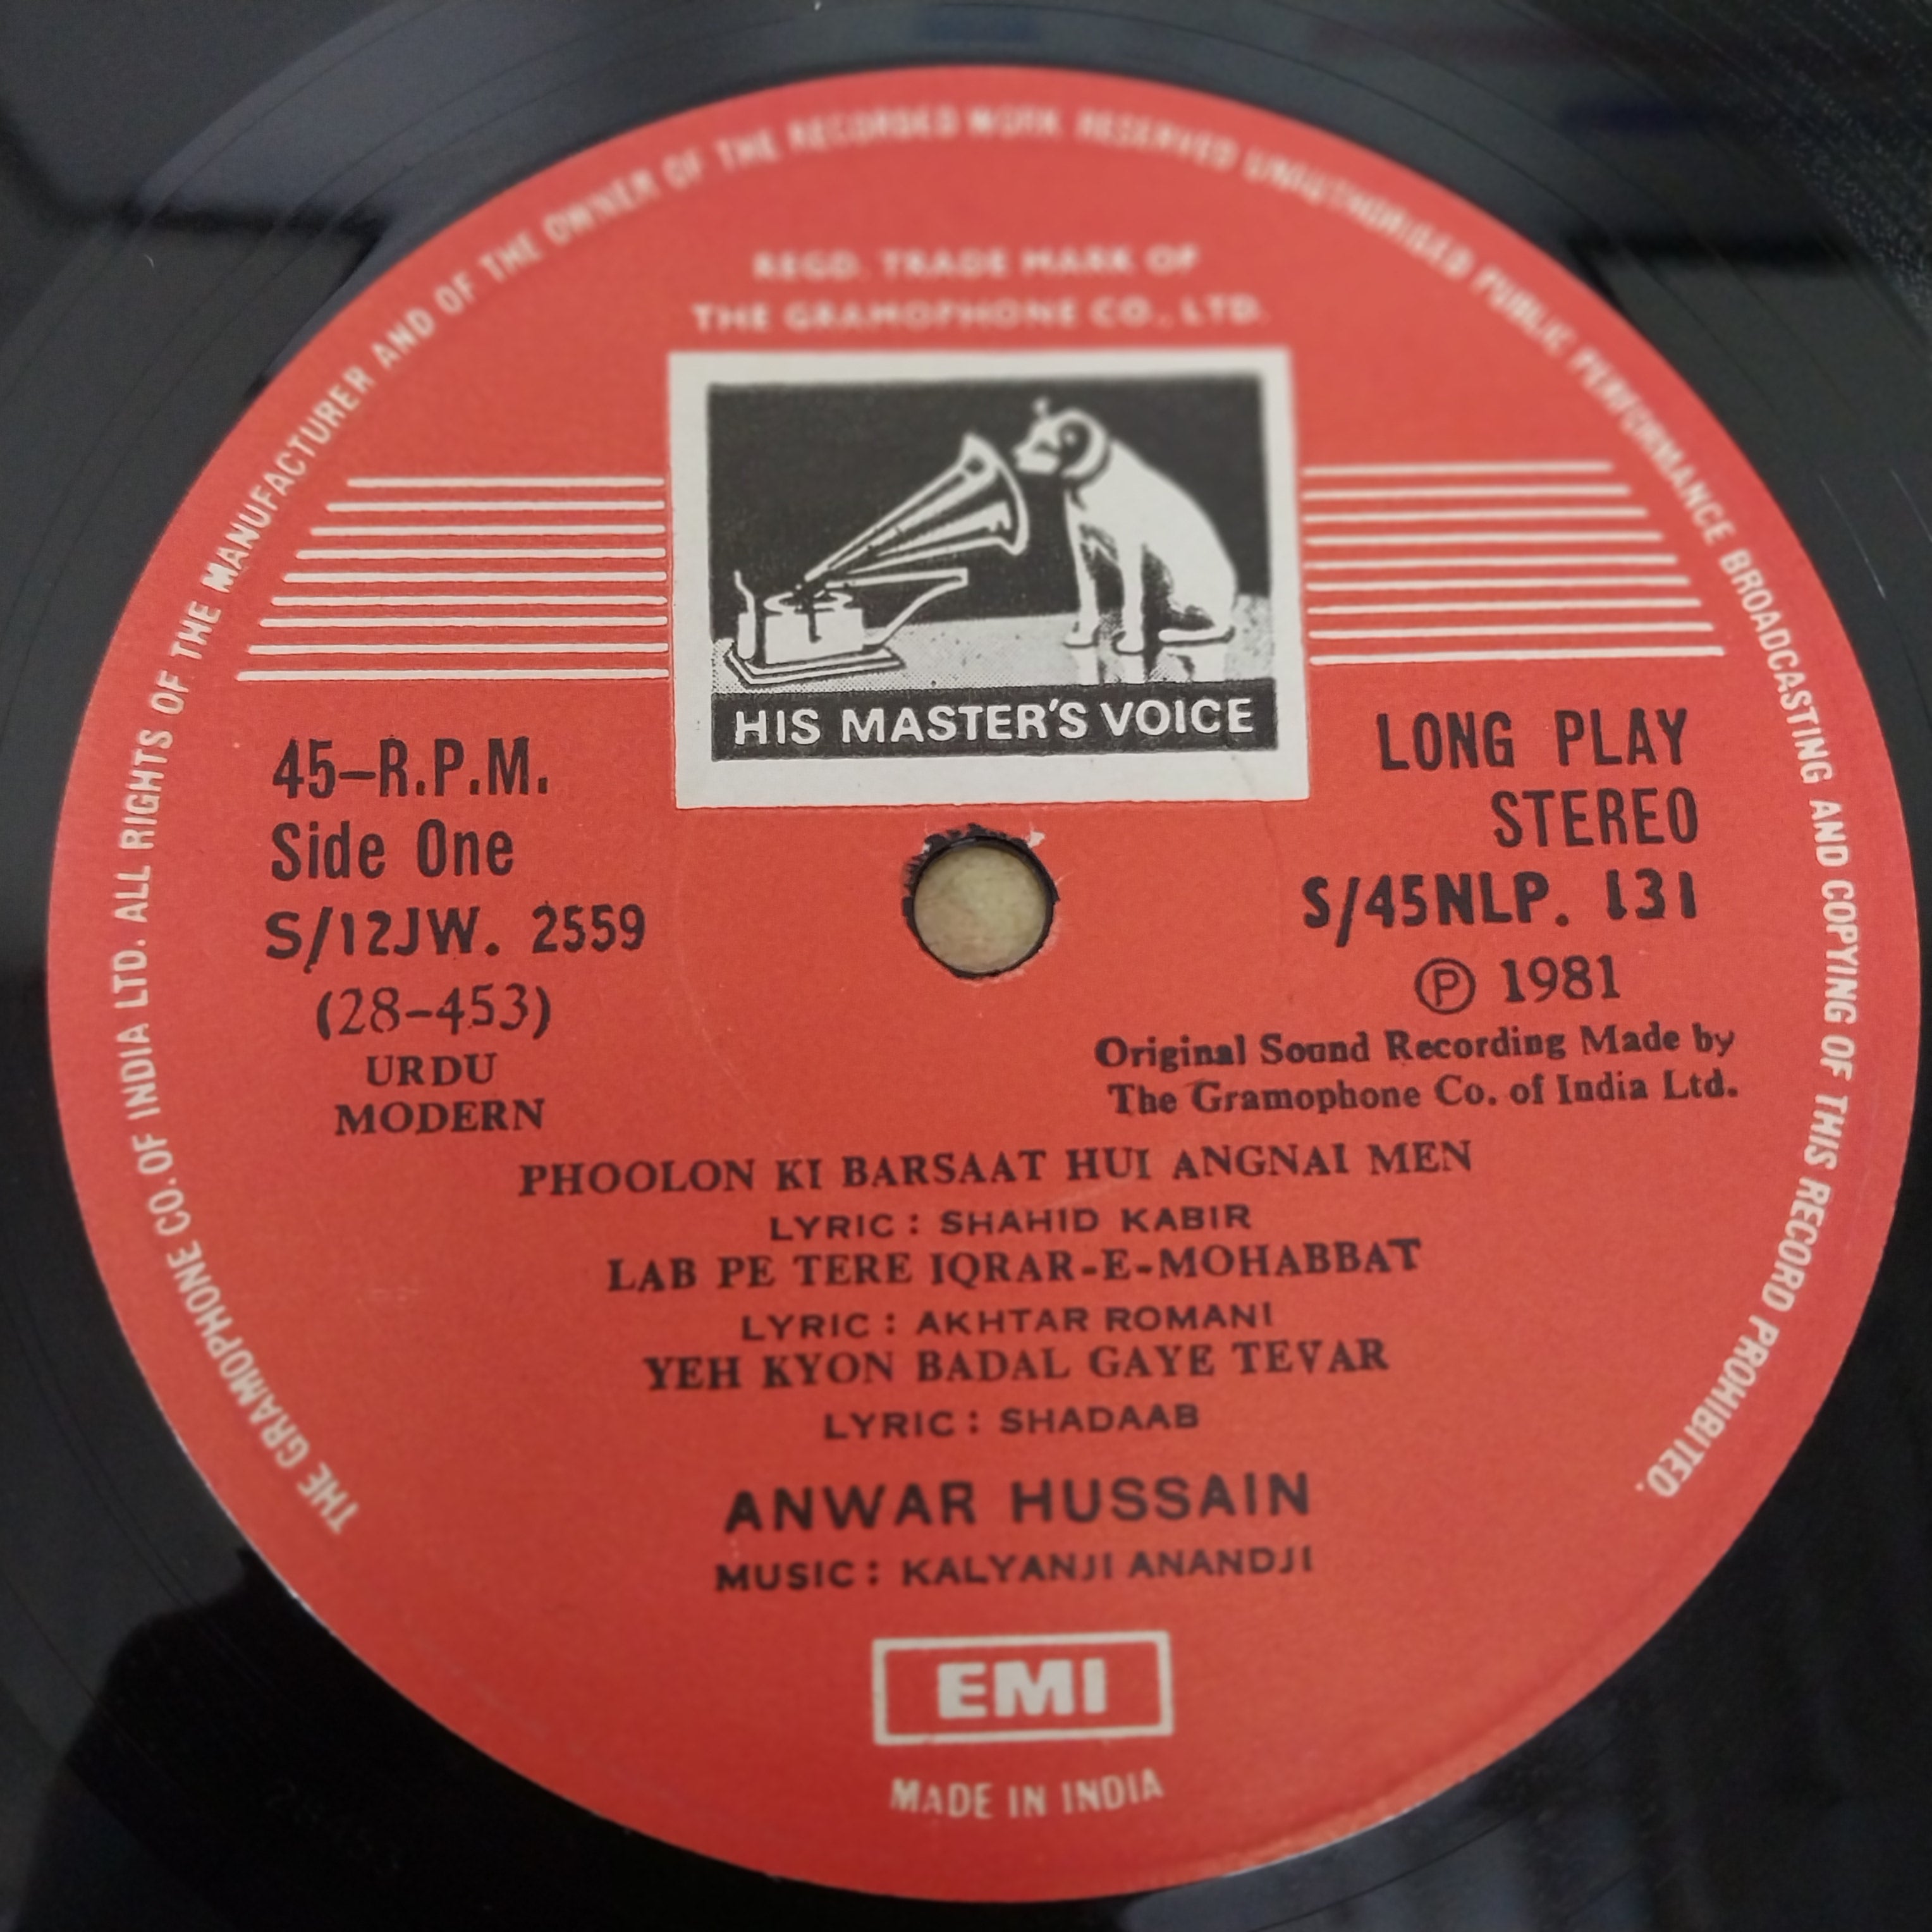 THE GRAMOPHONE CO. OF INDIA LTD. ALL RIGHTS OF THE MANUFACTURER AND OF THE OWNER OF THE RECORDED WORK RESERVED UNAUTHORISED PUBLIC PERFORMANCE BROADCASTING AND COPYING OF THIS RECORD PROHIBITED.
REGD. TRADE MARK OF
THE GRAMOPHONE CO., LTD.
HIS MASTER'S VOICE
45-R.P.M.
Side One
S/12JW. 2559
(28-453)
URDU
MODERN
LONG PLAY
STEREO
S/45NLP. 131
Ⓟ 1981
Original Sound Recording Made by
The Gramophone Co. of India Ltd.
PHOOLON KI BARSAAT HUI ANGNAI MEN
LYRIC : SHAHID KABIR
LAB PE TERE IQRAR-E-MOHABBAT
LYRIC : AKHTAR ROMANI
YEH KYON BADAL GAYE TEVAR
LYRIC : SHADAAB
ANWAR HUSSAIN
MUSIC : KALYANJI ANANDJI
EMI
MADE IN INDIA